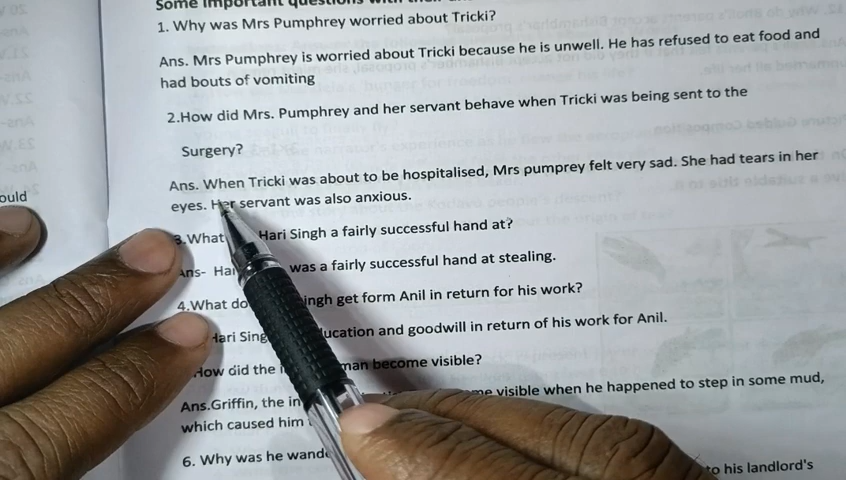 Some important questions with
1. Why was Mrs Pumphrey worried about Tricki?
Ans. Mrs Pumphrey is worried about Tricki because he is unwell. He has refused to eat food and
had bouts of vomiting
2.How did Mrs. Pumphrey and her servant behave when Tricki was being sent to the
Surgery?
Ans. When Tricki was about to be hospitalised, Mrs pumprey felt very sad. She had tears in her
eyes. Her servant was also anxious.
3.What Hari Singh a fairly successful hand at?
Ans- Har was a fairly successful hand at stealing.
4.What do ingh get form Anil in return for his work?
Hari Sing ucation and goodwill in return of his work for Anil.
How did the man become visible?
Ans.Griffin, the in me visible when he happened to step in some mud,
which caused him
6. Why was he wand to his landlord's
ould